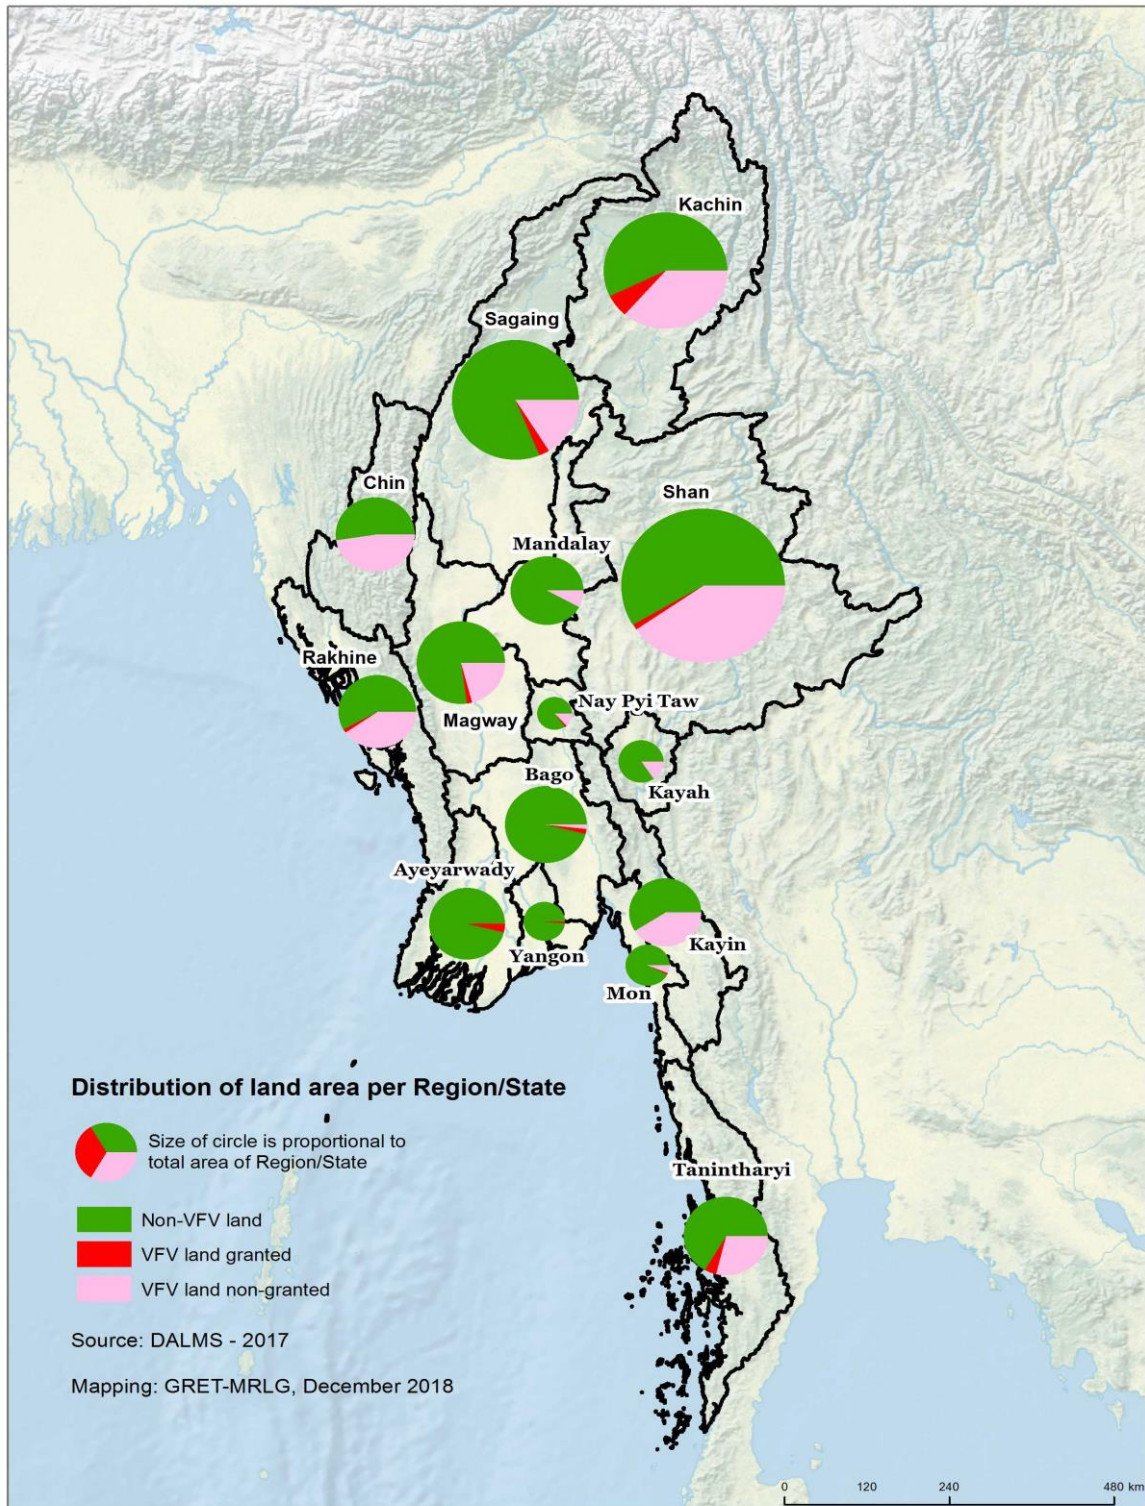 Kachin
Sagaing
Chin
Shan
Mandalay
Rakhine
Magway
Nay Pyi Taw
Bago
Kayah
Ayeyarwady
Yangon
Kayin
Mon
Tanintharyi
Distribution of land area per Region/State
Size of circle is proportional to
total area of Region/State
Non-VFV land
VFV land granted
VFV land non-granted
Source: DALMS - 2017
Mapping: GRET-MRLG, December 2018
0 120 240 480 km